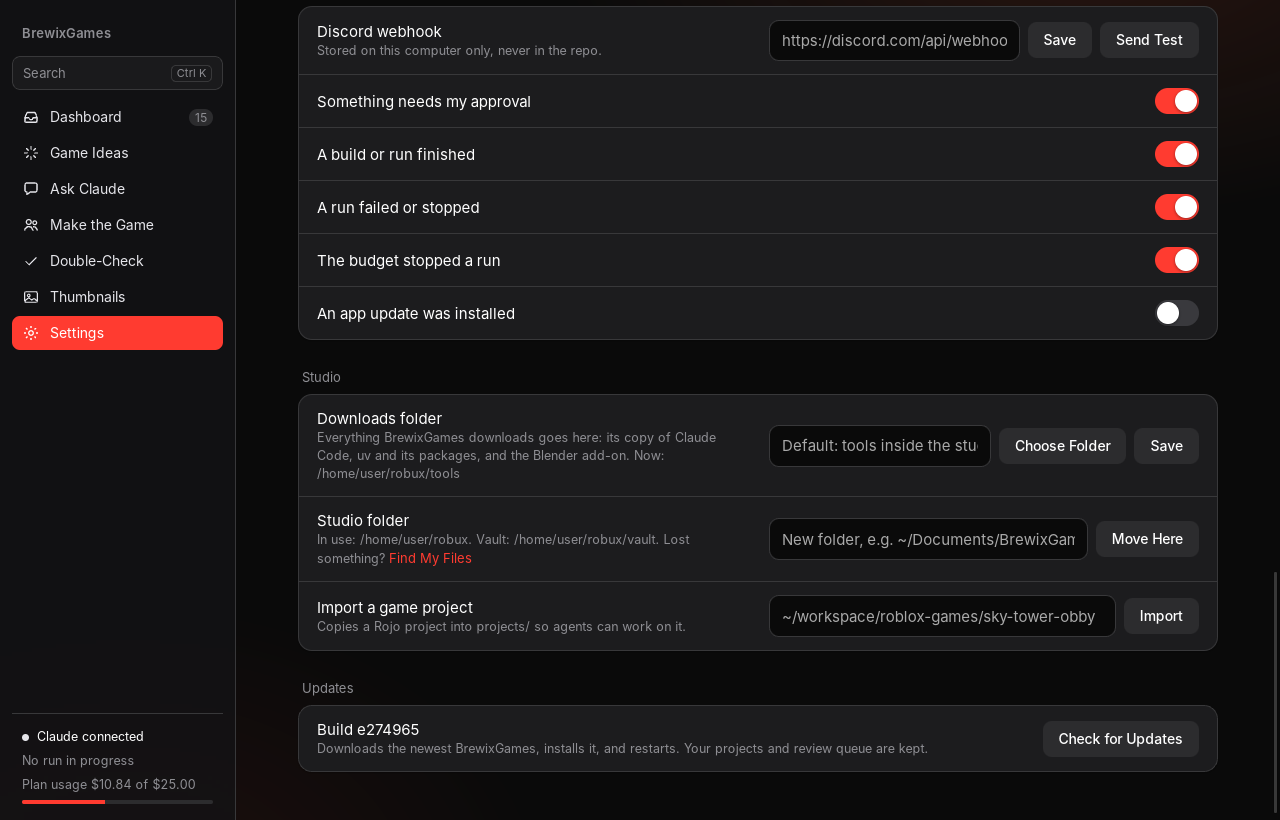 BrewixGames
Search
Ctrl K
Dashboard
15
Game Ideas
Ask Claude
Make the Game
Double-Check
Thumbnails
Settings
Claude connected
No run in progress
Plan usage $10.84 of $25.00
Discord webhook
Stored on this computer only, never in the repo.
https://discord.com/api/webhoo
Save
Send Test
Something needs my approval
A build or run finished
A run failed or stopped
The budget stopped a run
An app update was installed
Studio
Downloads folder
Everything BrewixGames downloads goes here: its copy of Claude
Code, uv and its packages, and the Blender add-on. Now:
/home/user/robux/tools
Default: tools inside the stu
Choose Folder
Save
Studio folder
In use: /home/user/robux. Vault: /home/user/robux/vault. Lost
something? Find My Files
New folder, e.g. ~/Documents/BrewixGam
Move Here
Import a game project
Copies a Rojo project into projects/ so agents can work on it.
~/workspace/roblox-games/sky-tower-obby
Import
Updates
Build e274965
Downloads the newest BrewixGames, installs it, and restarts. Your projects and review queue are kept.
Check for Updates